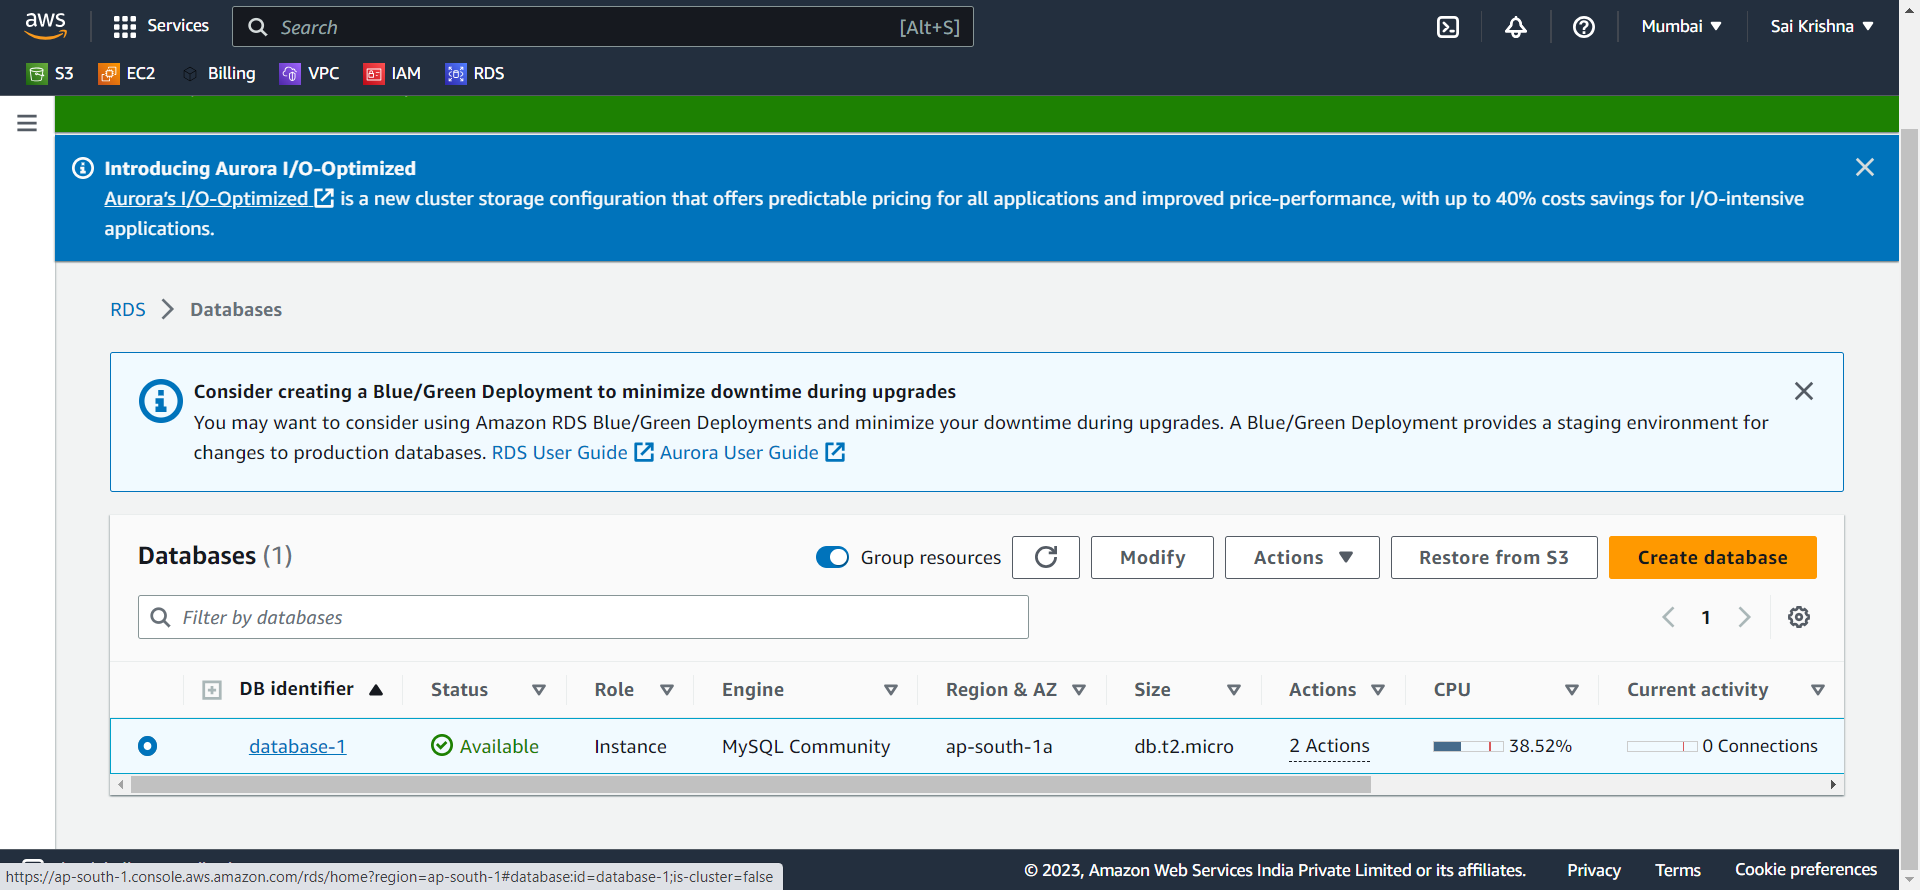 aws
Services
Search
[Alt+S]
Mumbai ▼
Sai Krishna ▼
S3
EC2
Billing
VPC
IAM
RDS
Introducing Aurora I/O-Optimized
Aurora's I/O-Optimized is a new cluster storage configuration that offers predictable pricing for all applications and improved price-performance, with up to 40% costs savings for I/O-intensive
applications.
RDS > Databases
Consider creating a Blue/Green Deployment to minimize downtime during upgrades
You may want to consider using Amazon RDS Blue/Green Deployments and minimize your downtime during upgrades. A Blue/Green Deployment provides a staging environment for
changes to production databases. RDS User Guide Aurora User Guide
Databases (1)
Group resources
Modify
Actions ▼
Restore from S3
Create database
Filter by databases
1
DB identifier ▲
Status
Role
Engine
Region & AZ
Size
Actions
CPU
Current activity
database-1
Available
Instance
MySQL Community
ap-south-1a
db.t2.micro
2 Actions
38.52%
0 Connections
© 2023, Amazon Web Services India Private Limited or its affiliates.
Privacy
Terms
Cookie preferences
https://ap-south-1.console.aws.amazon.com/rds/home?region=ap-south-1#database:id=database-1;is-cluster=false